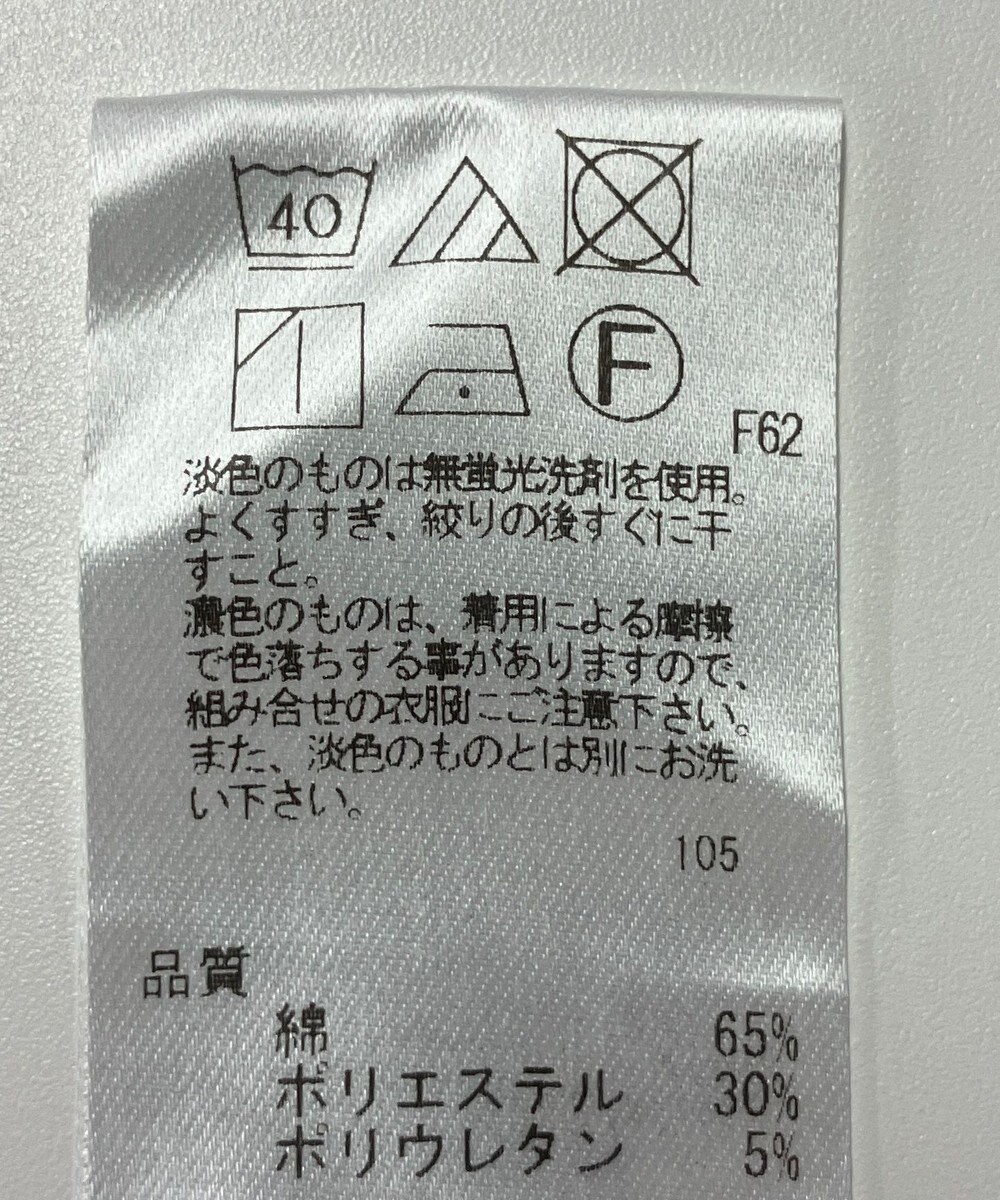 40
F
F62
淡色のものは無蛍光洗剤を使用。
よくすすぎ、絞りの後すぐに干
すこと。
濃色のものは、着用による摩擦
で色落ちする事がありますので、
組み合せの衣服にご注意下さい。
また、淡色のものとは別にお洗
い下さい。
105
品質
綿 65%
ポリエステル 30%
ポリウレタン 5%